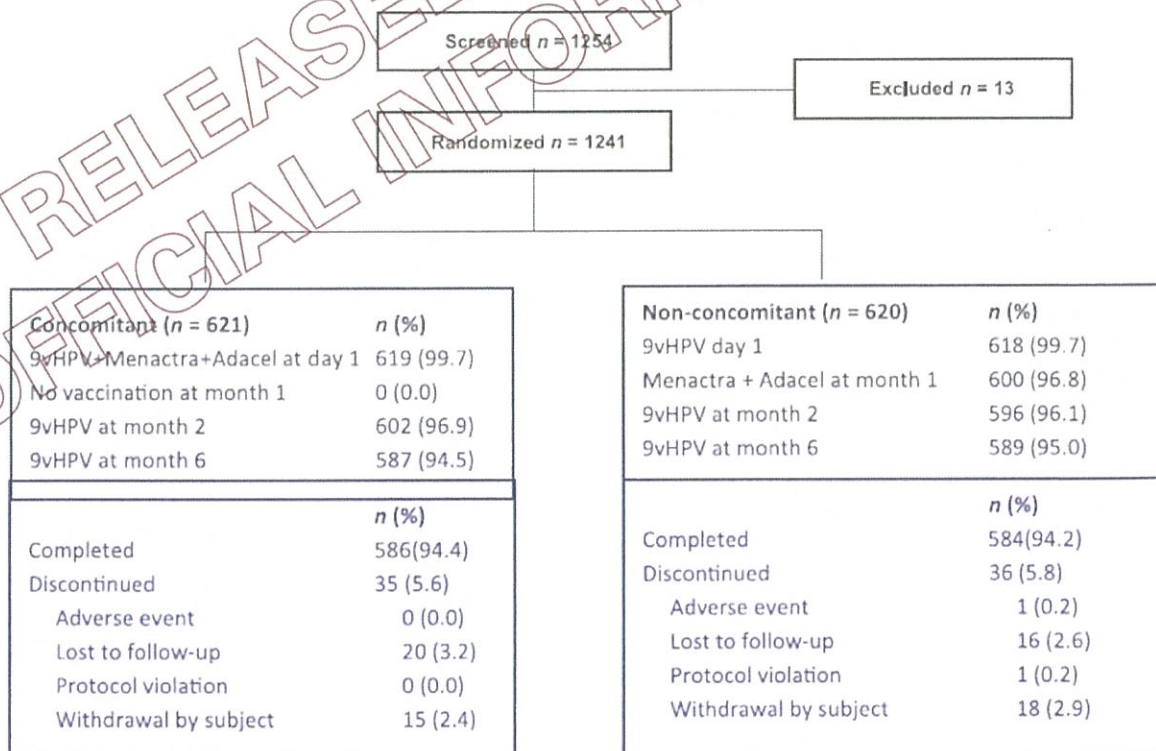 RELEASE
OFFICIAL INFOR
Screened n = 1254
Excluded n = 13
Randomized n = 1241
Concomitant (n = 621) n (%)
9vHPV+Menactra+Adacel at day 1 619 (99.7)
No vaccination at month 1 0 (0.0)
9vHPV at month 2 602 (96.9)
9vHPV at month 6 587 (94.5)
n (%)
Completed 586(94.4)
Discontinued 35 (5.6)
Adverse event 0 (0.0)
Lost to follow-up 20 (3.2)
Protocol violation 0 (0.0)
Withdrawal by subject 15 (2.4)
Non-concomitant (n = 620) n (%)
9vHPV day 1 618 (99.7)
Menactra + Adacel at month 1 600 (96.8)
9vHPV at month 2 596 (96.1)
9vHPV at month 6 589 (95.0)
n (%)
Completed 584(94.2)
Discontinued 36 (5.8)
Adverse event 1 (0.2)
Lost to follow-up 16 (2.6)
Protocol violation 1 (0.2)
Withdrawal by subject 18 (2.9)